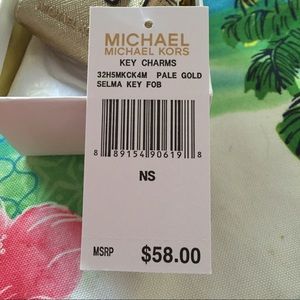 MICHAEL
MICHAEL KORS
KEY CHARMS
32H5MKCK4M PALE GOLD
SELMA KEY FOB
8 89154 90619 8
NS
MSRP $58.00